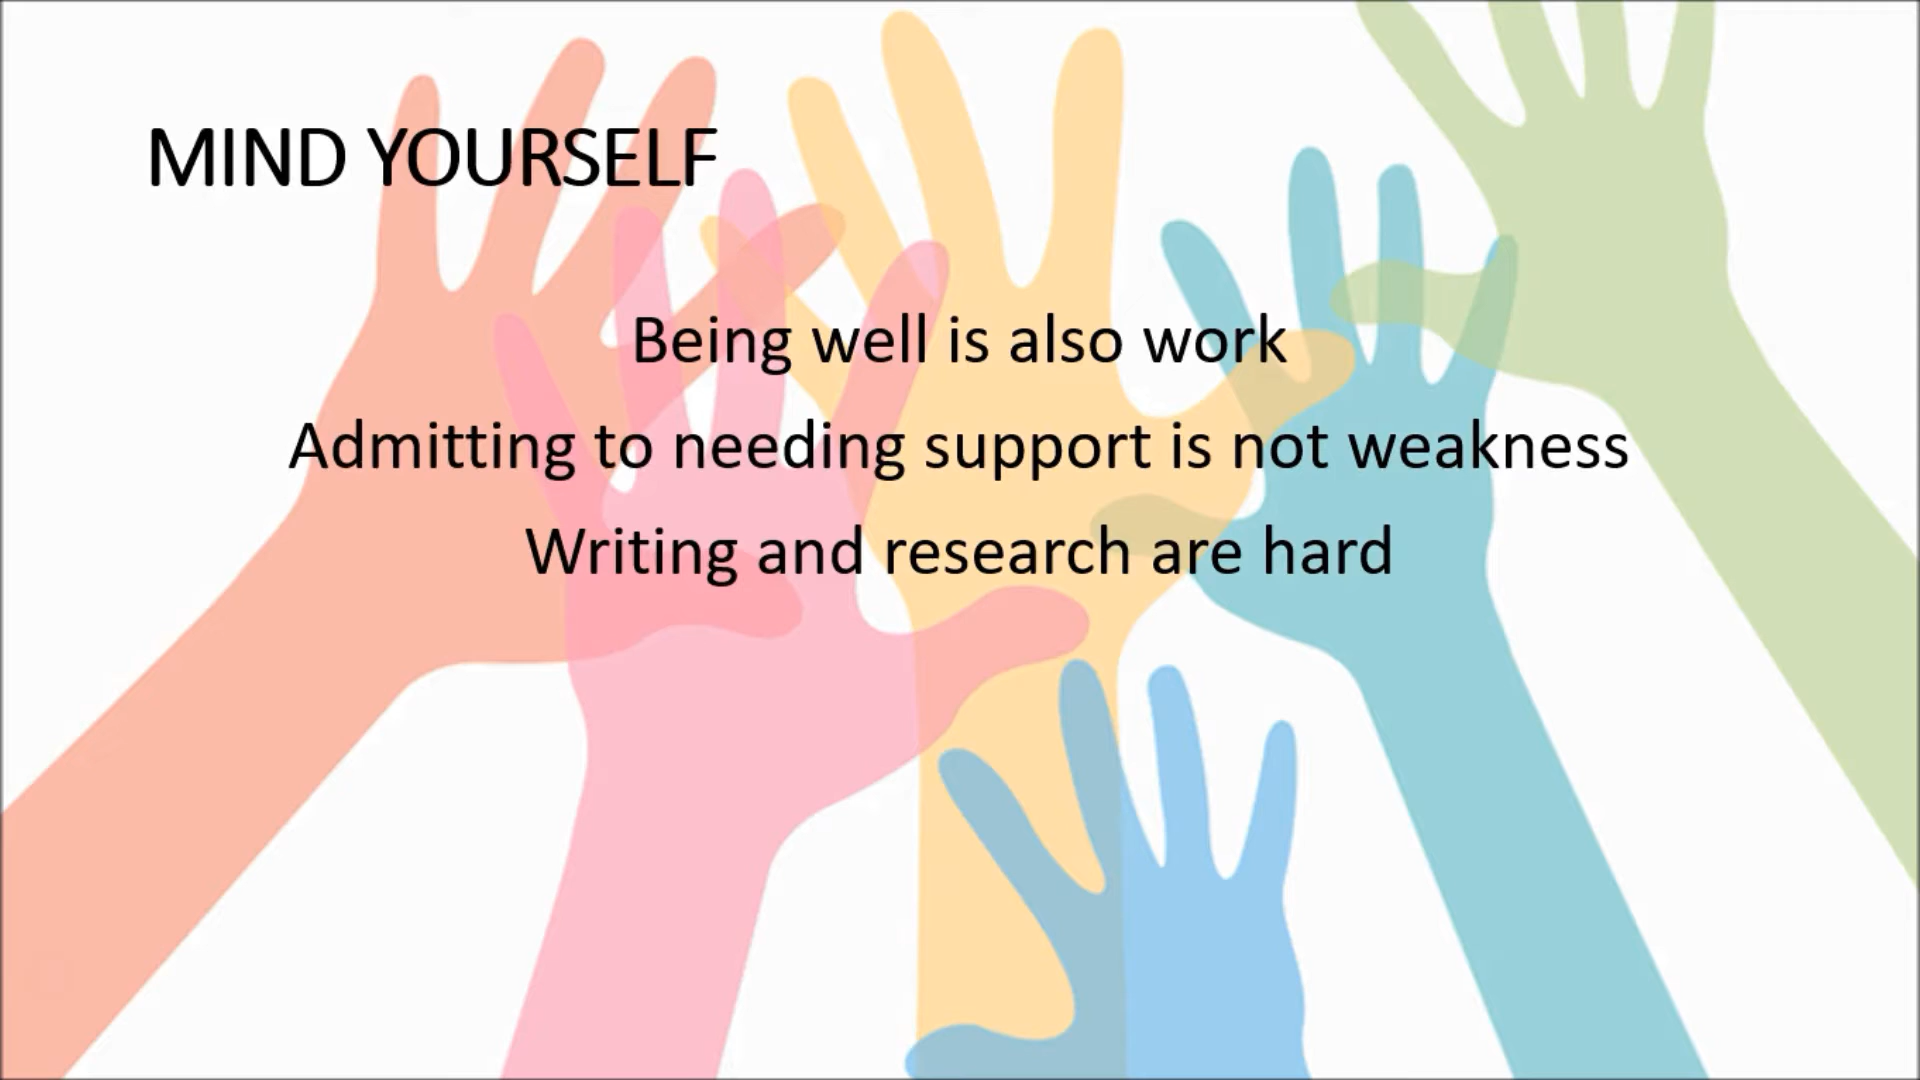 MIND YOURSELF
Being well is also work
Admitting to needing support is not weakness
Writing and research are hard